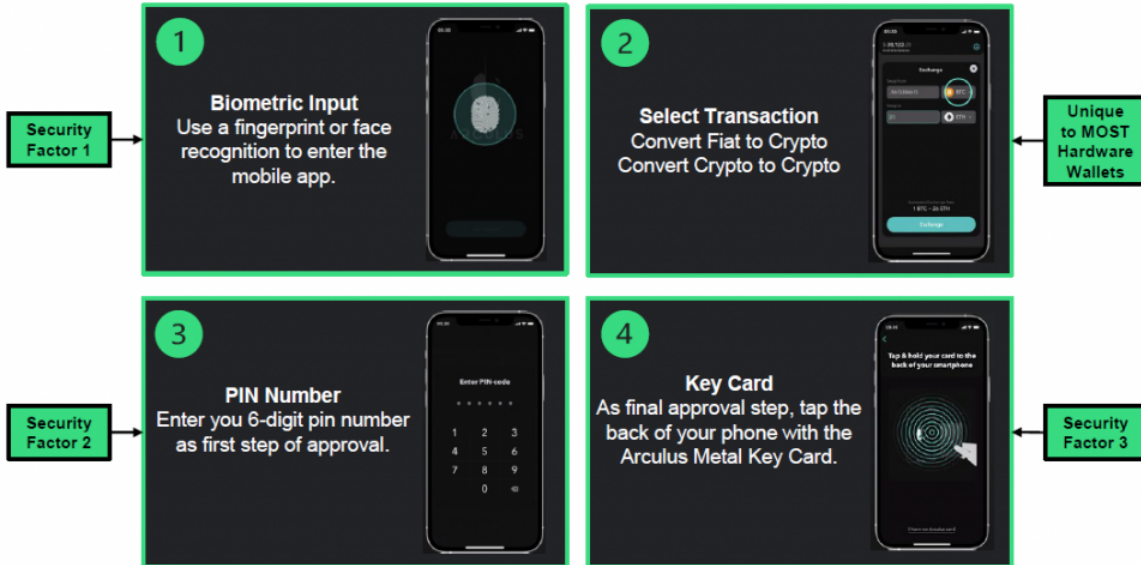 1
Biometric Input
Use a fingerprint or face
recognition to enter the
mobile app.
Security
Factor 1
2
Select Transaction
Convert Fiat to Crypto
Convert Crypto to Crypto
Exchange
BTC
ETH
Exchange
Unique
to MOST
Hardware
Wallets
3
PIN Number
Enter you 6-digit pin number
as first step of approval.
Enter PIN-code
1 2 3
4 5 6
7 8 9
0
Security
Factor 2
4
Key Card
As final approval step, tap the
back of your phone with the
Arculus Metal Key Card.
Tap & hold your card to the
back of your smartphone
Security
Factor 3